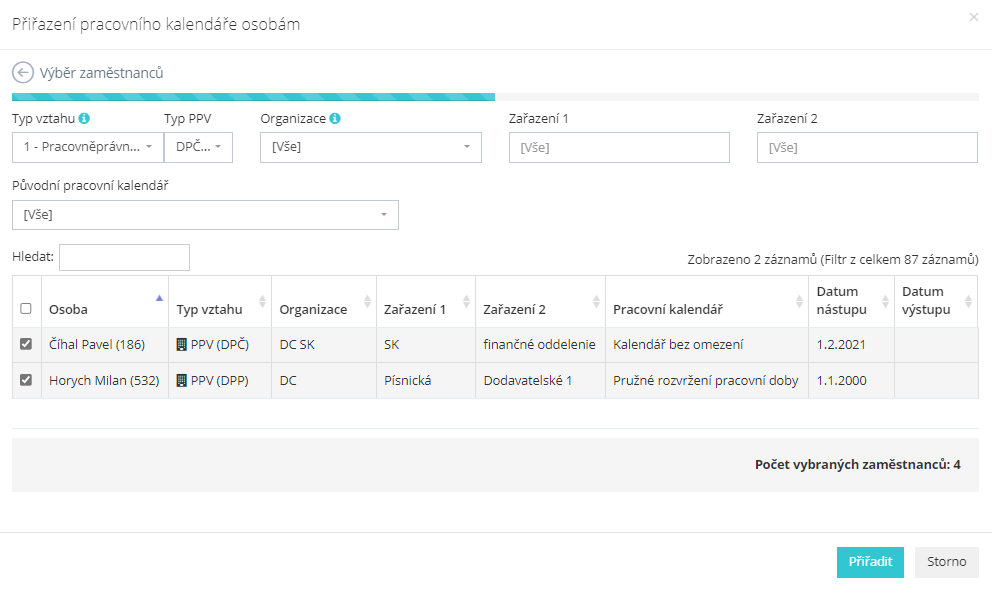 Přiřazení pracovního kalendáře osobám
×
Výběr zaměstnanců
Typ vztahu Typ PPV Organizace Zařazení 1 Zařazení 2
1 - Pracovněprávn... DPČ... [Vše] [Vše] [Vše]
Původní pracovní kalendář
[Vše]
Hledat:
Zobrazeno 2 záznamů (Filtr z celkem 87 záznamů)
Osoba Typ vztahu Organizace Zařazení 1 Zařazení 2 Pracovní kalendář Datum nástupu Datum výstupu
Číhal Pavel (186) PPV (DPČ) DC SK SK finančné oddelenie Kalendář bez omezení 1.2.2021
Horych Milan (532) PPV (DPP) DC Písnická Dodavatelské 1 Pružné rozvržení pracovní doby 1.1.2000
Počet vybraných zaměstnanců: 4
Přiřadit Storno